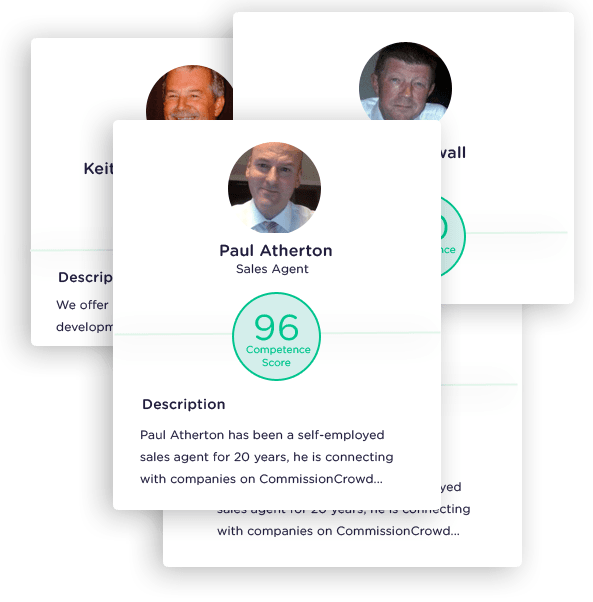 Keit
wall
nce
Descrip
We offer
developm
Paul Atherton
Sales Agent
96
Competence
Score
Description
Paul Atherton has been a self-employed
sales agent for 20 years, he is connecting
with companies on CommissionCrowd...
yed
sales agent for 20 years, he is connecting
with companies on CommissionCrowd...